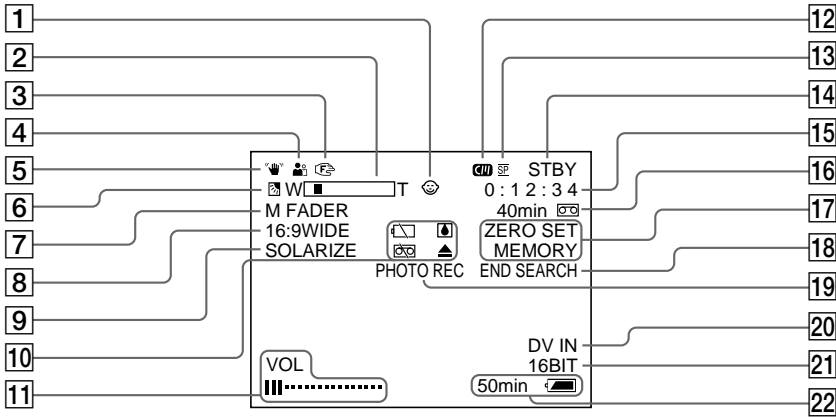 1
2
3
4
5
6
7
8
9
10
11
12
13
14
15
16
17
18
19
20
21
22
SP STBY
W T 0:12:34
M FADER 40min
16:9WIDE ZERO SET
SOLARIZE MEMORY
PHOTO REC END SEARCH
DV IN
VOL 16BIT
50min